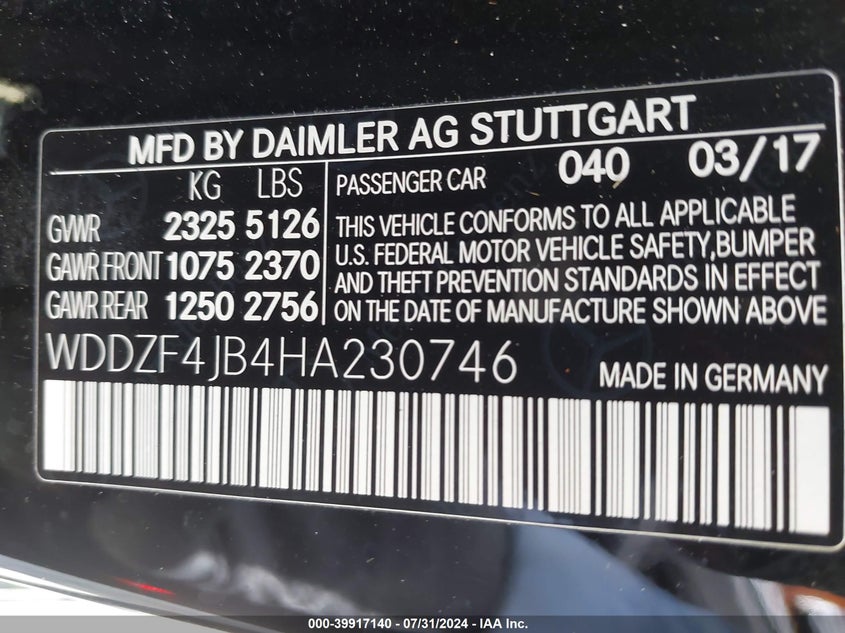 MFD BY DAIMLER AG STUTTGART
KG LBS
GVWR 2325 5126
GAWR FRONT 1075 2370
GAWR REAR 1250 2756
PASSENGER CAR 040 03/17
THIS VEHICLE CONFORMS TO ALL APPLICABLE
U.S. FEDERAL MOTOR VEHICLE SAFETY,BUMPER
AND THEFT PREVENTION STANDARDS IN EFFECT
ON THE DATE OF MANUFACTURE SHOWN ABOVE
WDDZF4JB4HA230746
MADE IN GERMANY
000-39917140 - 07/31/2024 - IAA Inc.